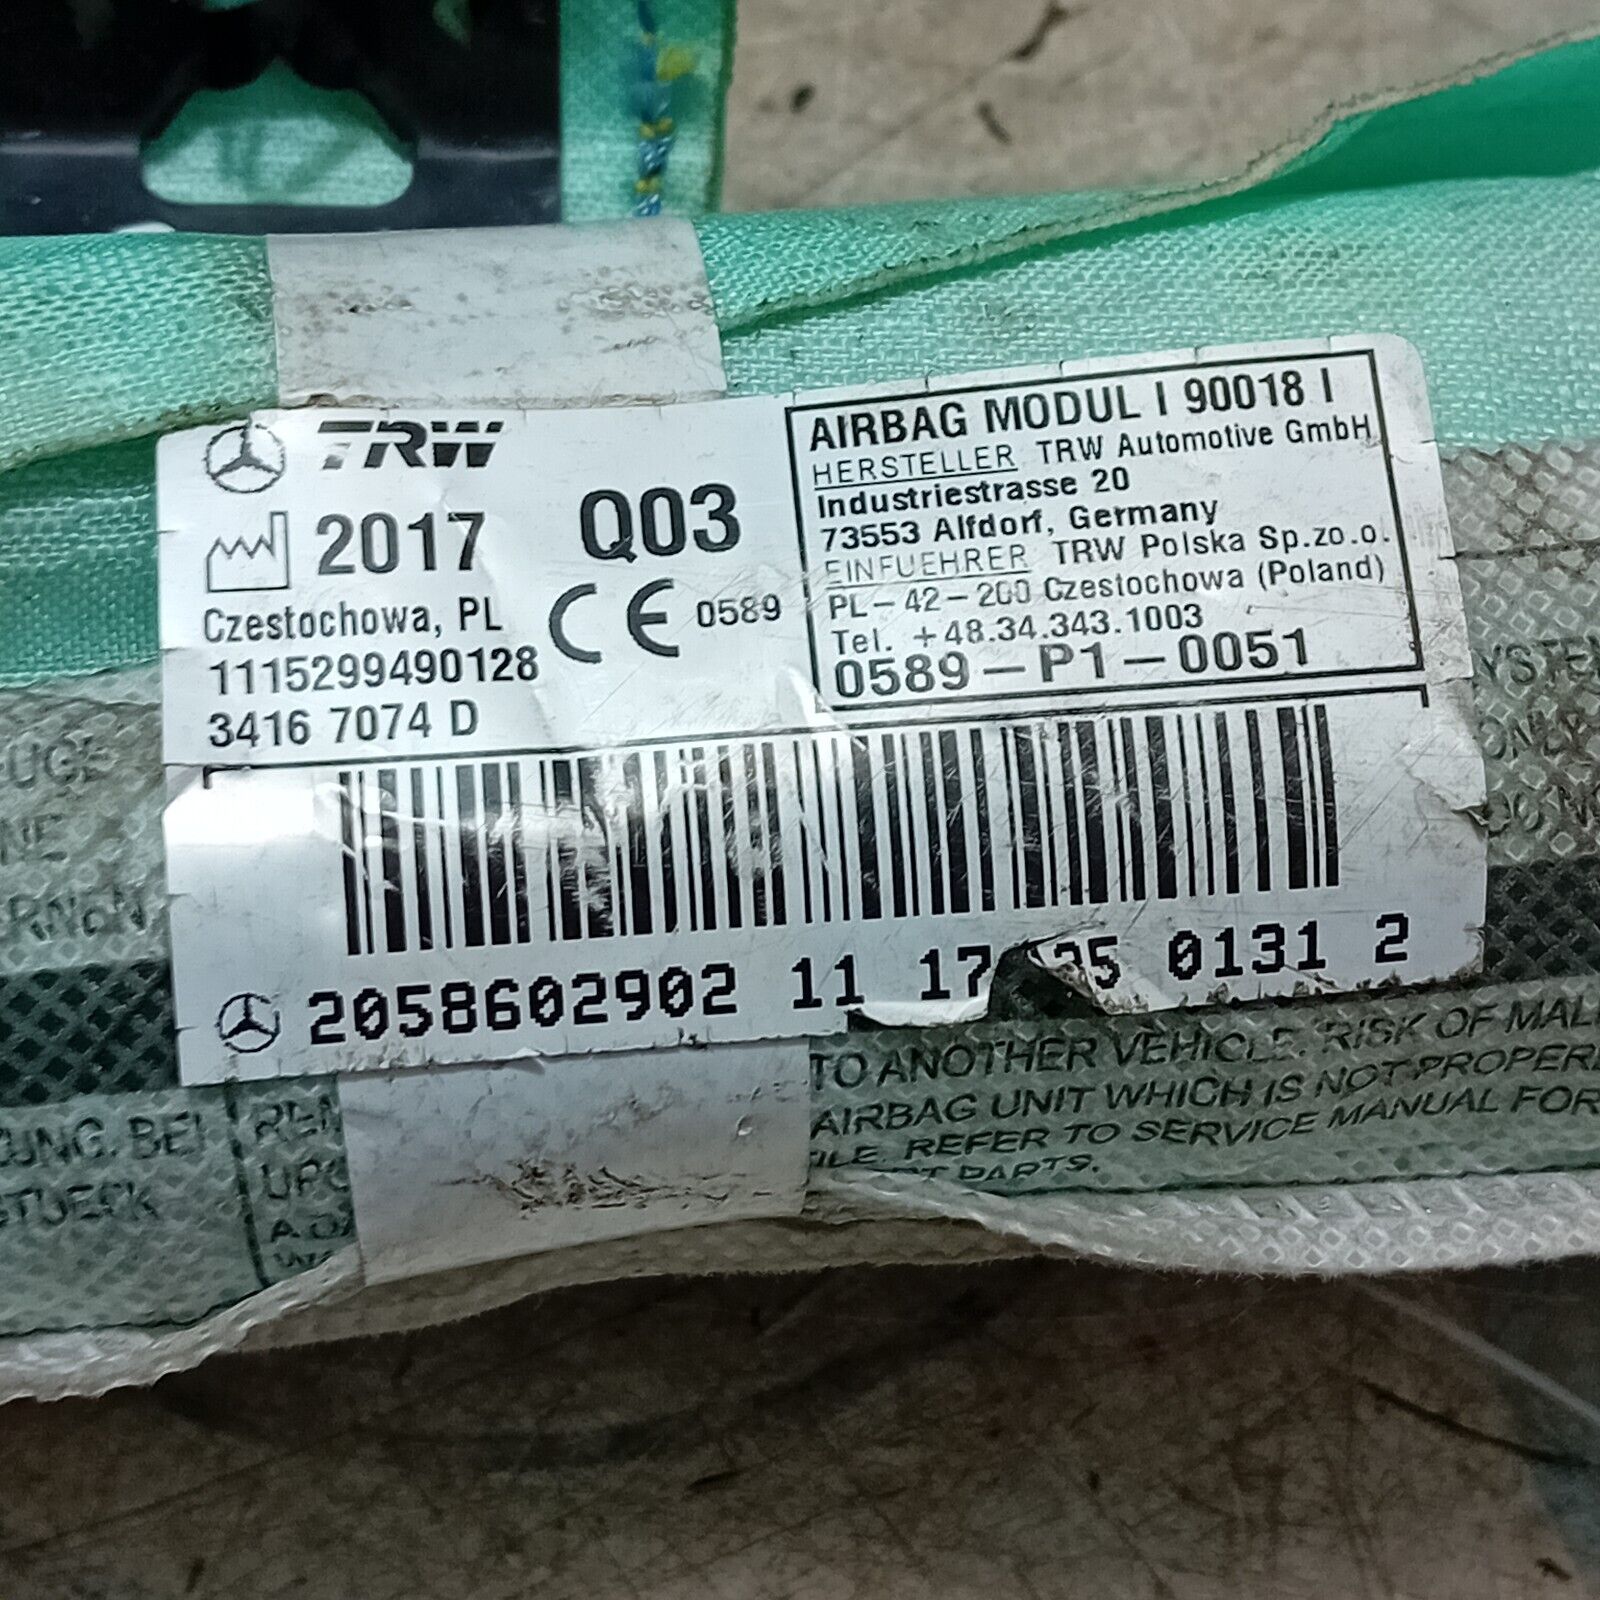 TRW
2017 Q03
Czestochowa, PL
CE 0589
1115299490128
3416 7074 D
AIRBAG MODUL I 90018 I
HERSTELLER TRW Automotive GmbH
Industriestrasse 20
73553 Alfdorf, Germany
EINFUEHRER TRW Polska Sp.zo.o.
PL-42-200 Czestochowa (Poland)
Tel. +48.34.343.1003
0589-P1-0051
2058602902 11 17 0131 2
TO ANOTHER VEHICLE. RISK OF
AIRBAG UNIT WHICH IS NOT
REFER TO SERVICE MANUAL FOR
PARTS.
BEI